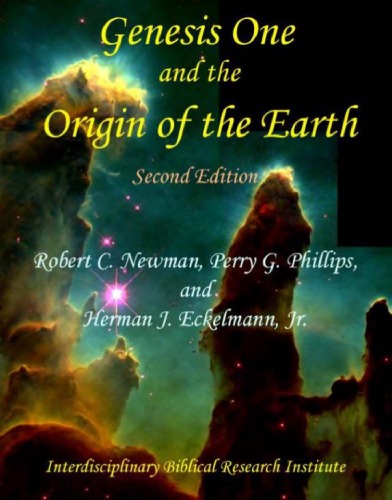 Genesis One
and the
Origin of the Earth
Second Edition
Robert C. Newman, Perry G. Phillips,
and
Herman J. Eckelmann, Jr.
Interdisciplinary Biblical Research Institute